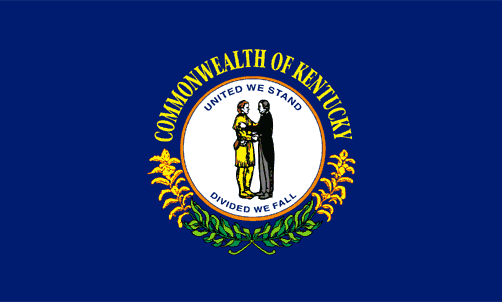 COMMONWEALTH OF KENTUCKY
UNITED WE STAND
DIVIDED WE FALL